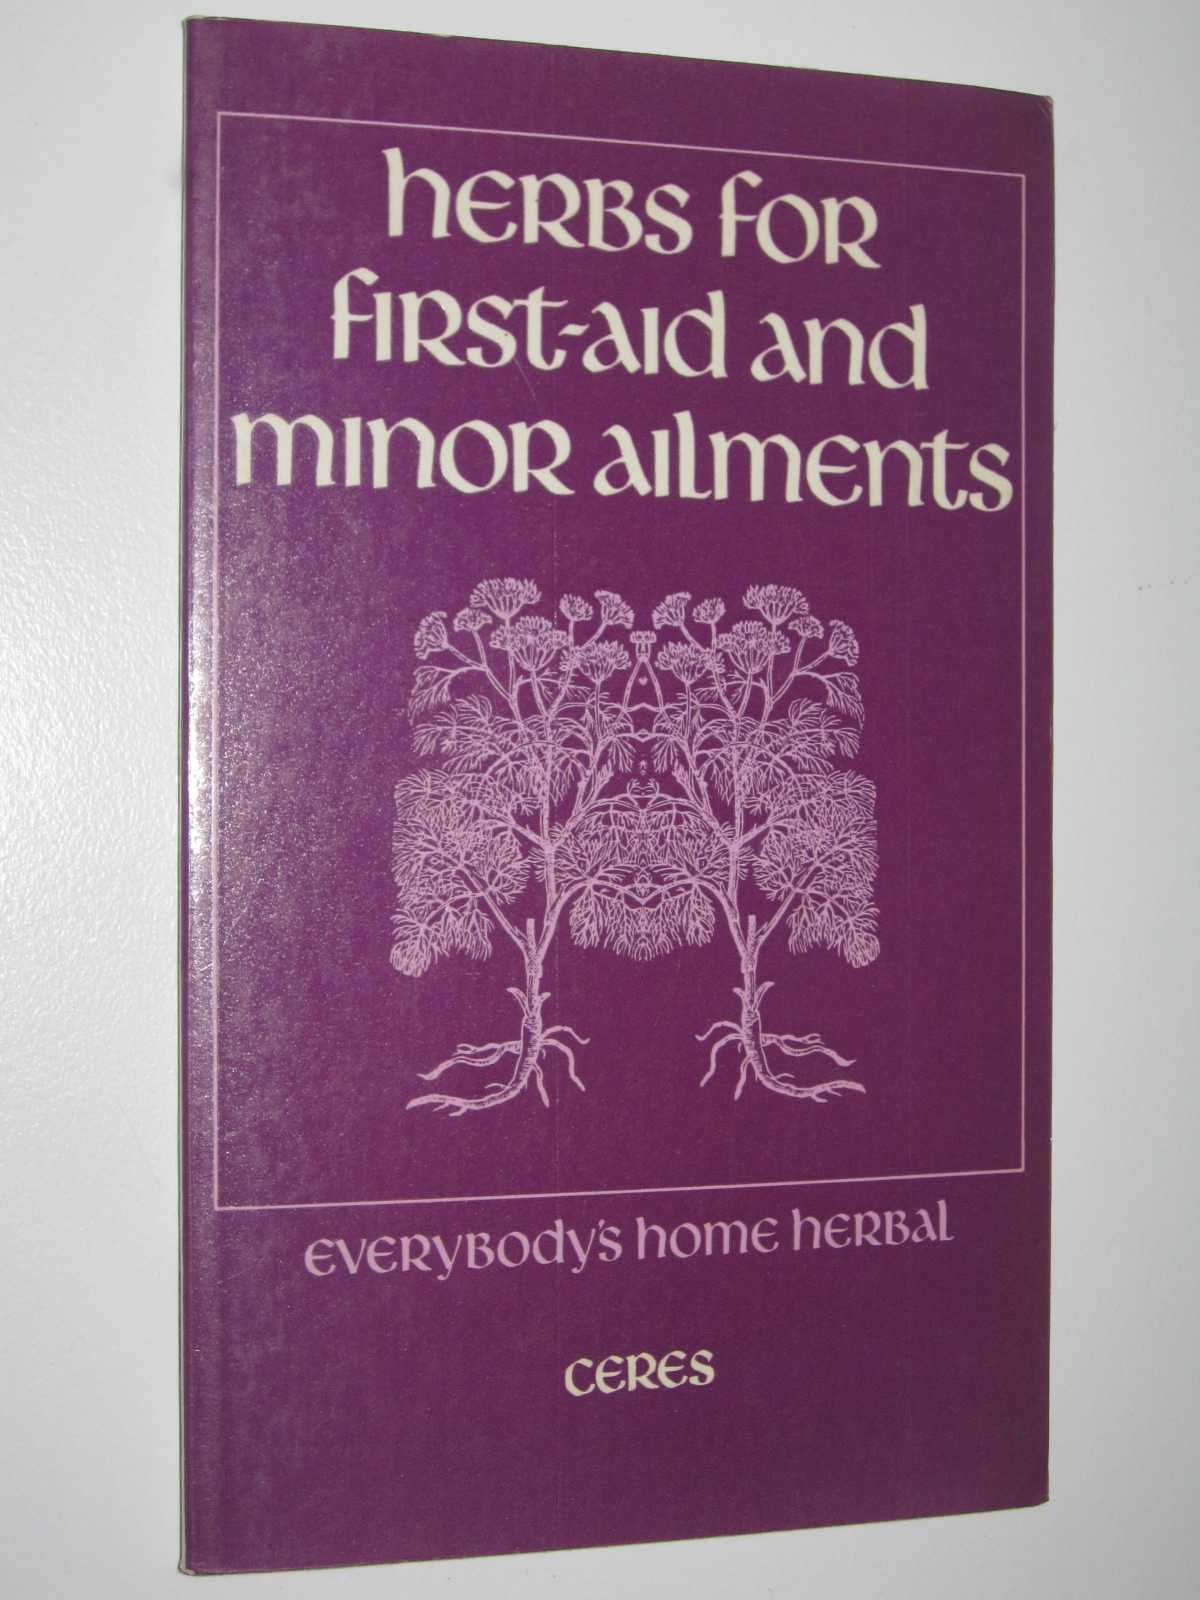 herbs for
first-aid and
minor ailments
everybody's home herbal
ceres